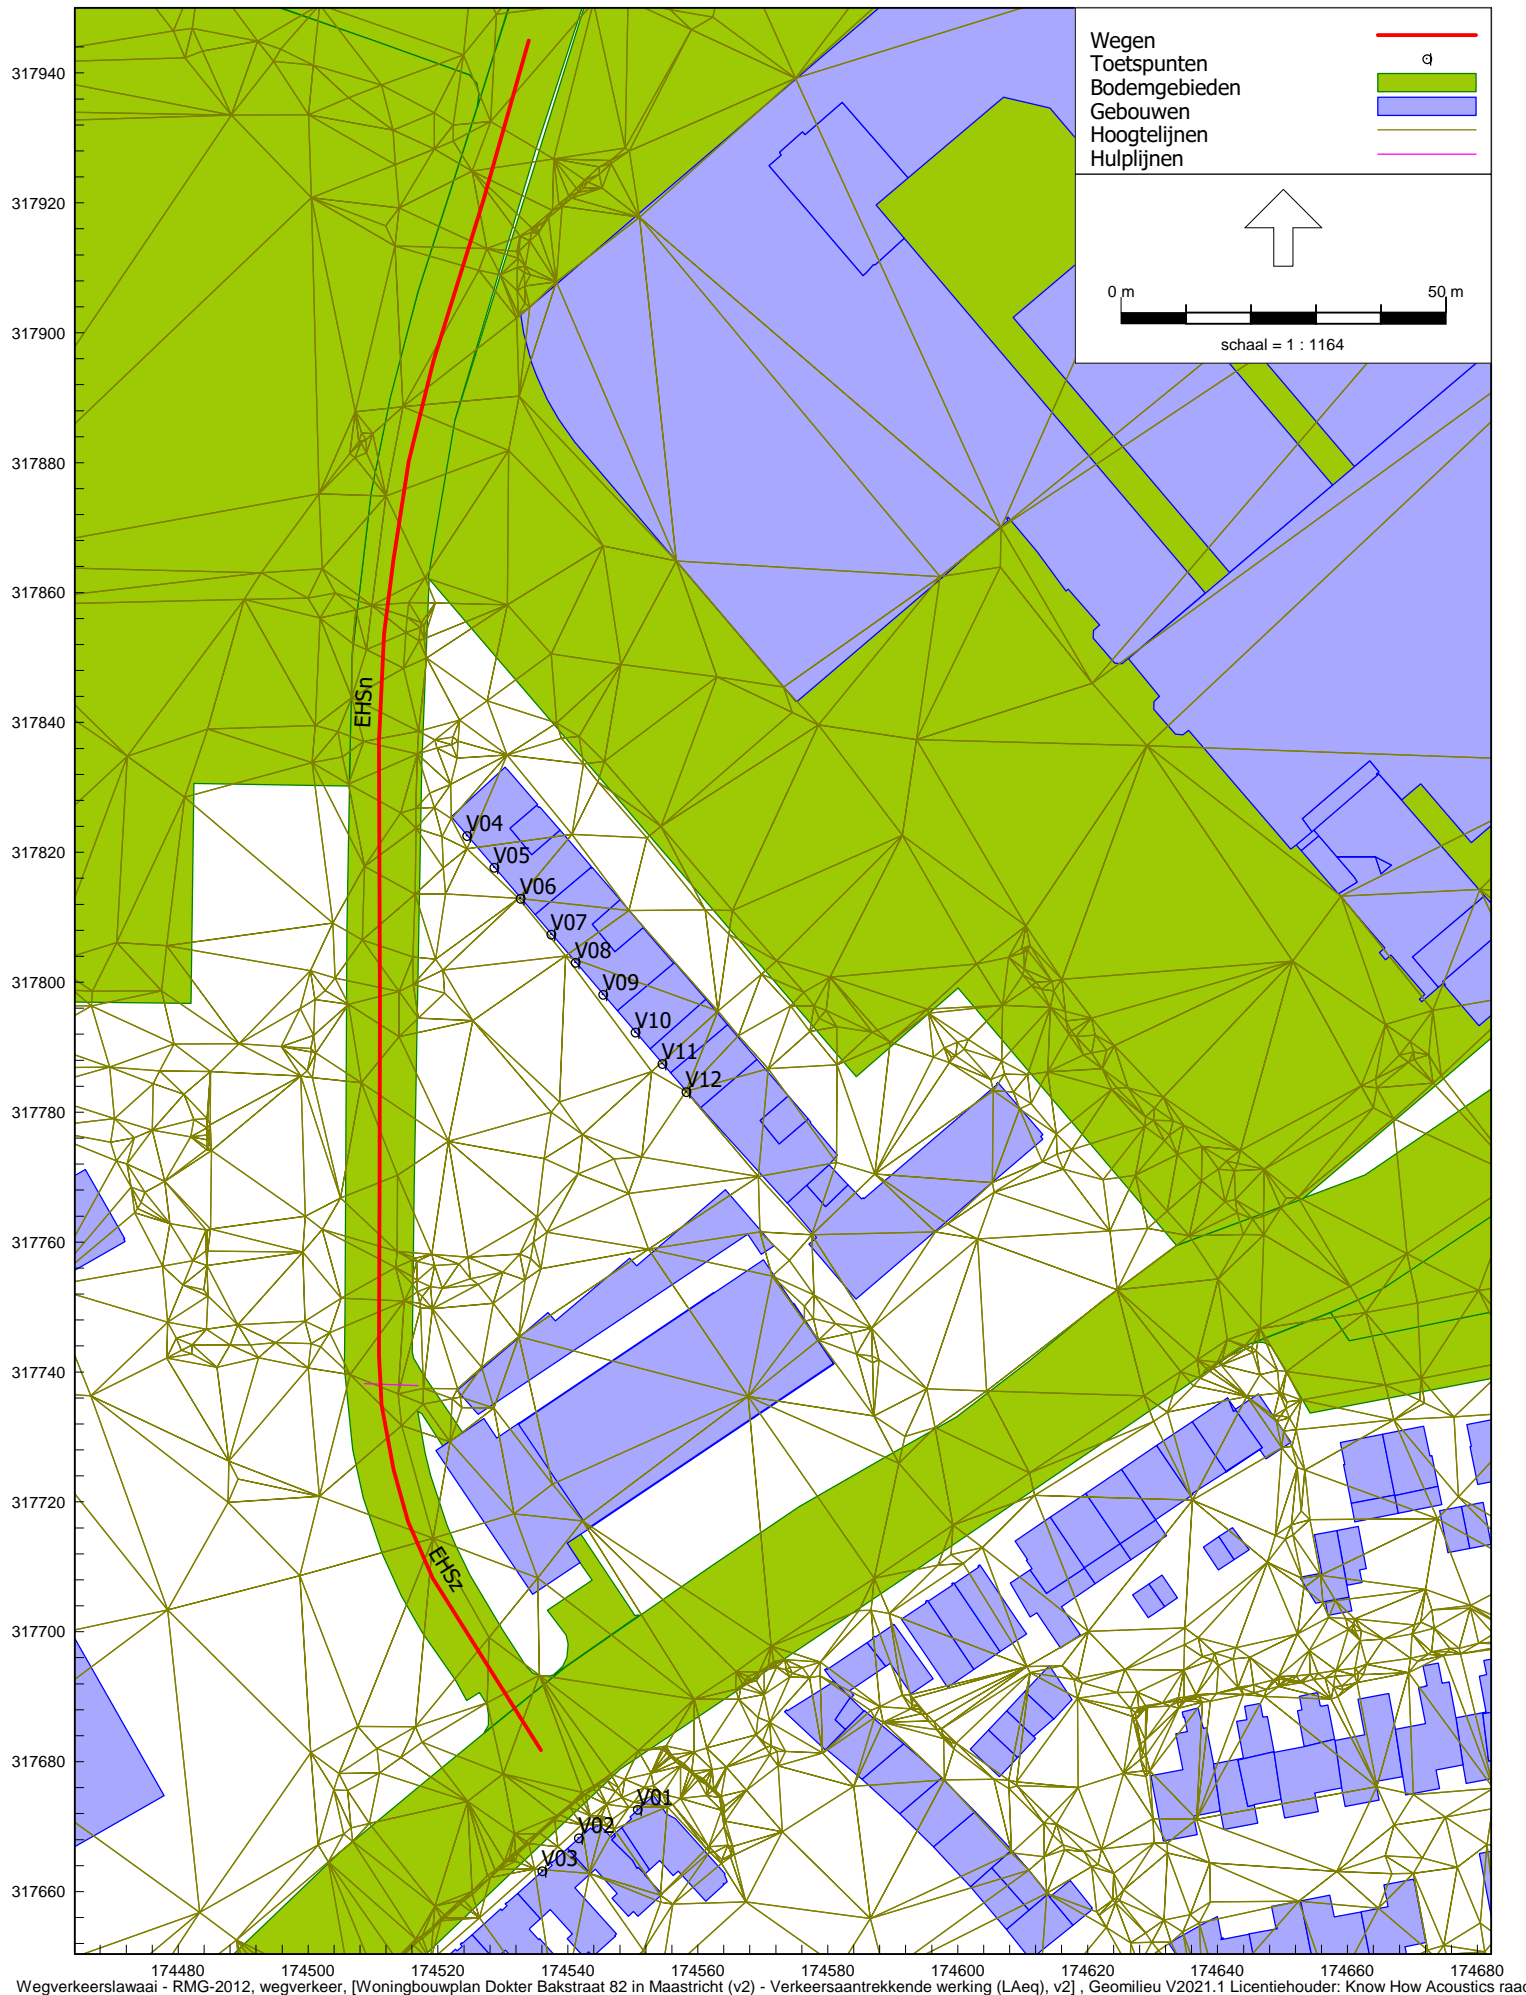 Wegen
Toetspunten
Bodemgebieden
Gebouwen
Hoogtelijnen
Hulplijnen
0 m
50 m
schaal = 1 : 1164
317940
317920
317900
317880
317860
317840
317820
317800
317780
317760
317740
317720
317700
317680
317660
EHSn
V04
V05
V06
V07
V08
V09
V10
V11
V12
EHSz
V01
V02
V03
174480
174500
174520
174540
174560
174580
174600
174620
174640
174660
174680
Wegverkeerslawaai - RMG-2012, wegverkeer, [Woningbouwplan Dokter Bakstraat 82 in Maastricht (v2) - Verkeersaantrekkende werking (LAeq), v2] , Geomilieu V2021.1 Licentiehouder: Know How Acoustics raad